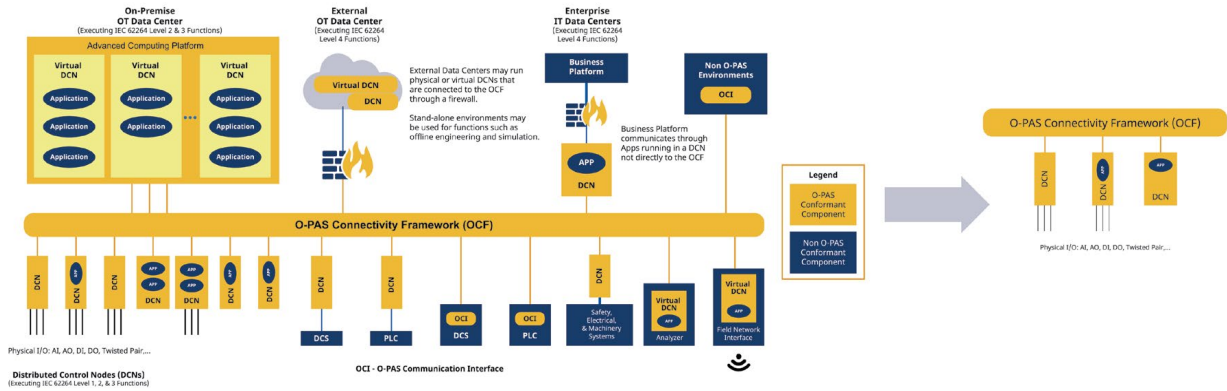 On-Premise
OT Data Center
(Executing IEC 62264 Level 2 & 3 Functions)
Advanced Computing Platform
Virtual
DCN
Application
Application
Application
Virtual
DCN
Application
Application
...
Virtual
DCN
Application
Application
Application
External
OT Data Center
(Executing IEC 62264
Level 4 Functions)
Virtual DCN
DCN
External Data Centers may run
physical or virtual DCNs that
are connected to the OCF
through a firewall.
Stand-alone environments may
be used for functions such as
offline engineering and simulation.
Enterprise
IT Data Centers
(Executing IEC 62264
Level 4 Functions)
Business
Platform
APP
DCN
Business Platform
communicates through
Apps running in a DCN
not directly to the OCF
Non O-PAS
Environments
OCI
Legend
O-PAS
Conformant
Component
Non O-PAS
Conformant
Component
O-PAS Connectivity Framework (OCF)
DCN
APP
DCN
DCN
APP
APP
DCN
APP
APP
DCN
APP
DCN
APP
DCN
DCN
DCS
DCN
PLC
OCI
DCS
OCI
PLC
DCN
Safety,
Electrical,
& Machinery
Systems
Virtual
DCN
APP
Analyzer
Virtual
DCN
APP
Field Network
Interface
Physical I/O: AI, AO, DI, DO, Twisted Pair,...
OCI - O-PAS Communication Interface
Distributed Control Nodes (DCNs)
(Executing IEC 62264 Level 1, 2, & 3 Functions)
O-PAS Connectivity Framework (OCF)
DCN
APP
DCN
APP
DCN
Physical I/O: AI, AO, DI, DO, Twisted Pair,...